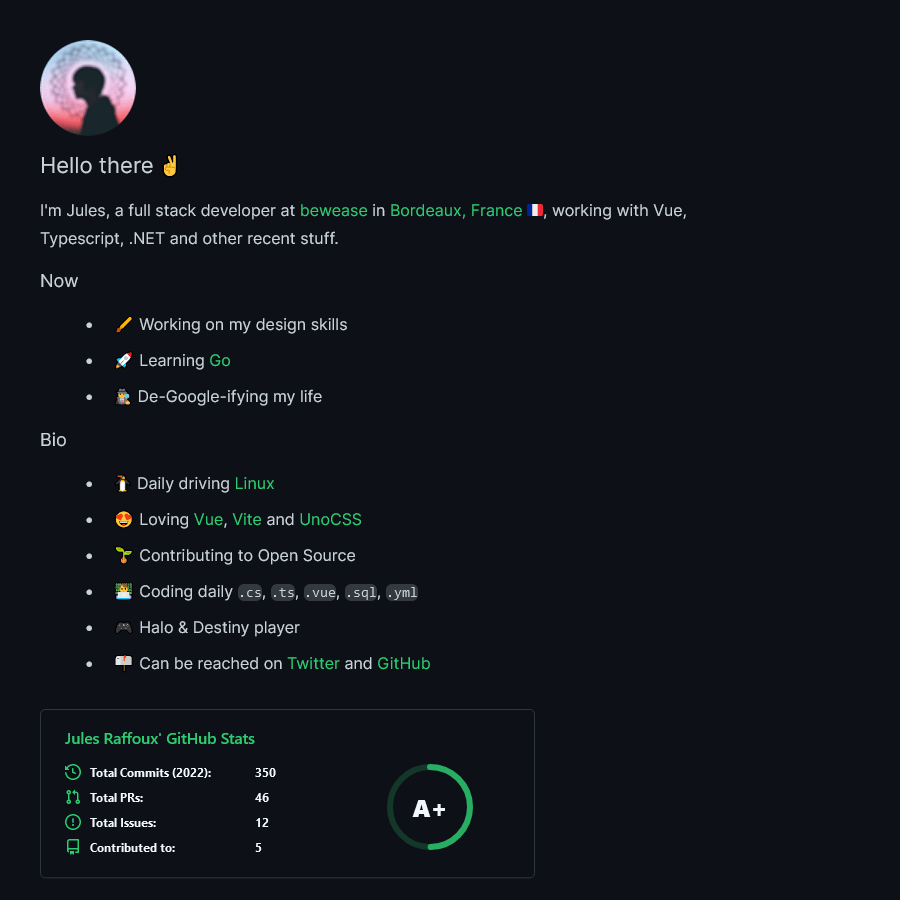 Hello there ✌️
I'm Jules, a full stack developer at bewease in Bordeaux, France 🇫🇷, working with Vue,
Typescript, .NET and other recent stuff.
Now
• 🖌️ Working on my design skills
• 🚀 Learning Go
• 🕵️ De-Google-ifying my life
Bio
• 🐧 Daily driving Linux
• 😍 Loving Vue, Vite and UnoCSS
• 🌱 Contributing to Open Source
• 👨‍💻 Coding daily .cs, .ts, .vue, .sql, .yml
• 🎮 Halo & Destiny player
• 📬 Can be reached on Twitter and GitHub
Jules Raffoux' GitHub Stats
Total Commits (2022): 350
Total PRs: 46
Total Issues: 12
Contributed to: 5
A+